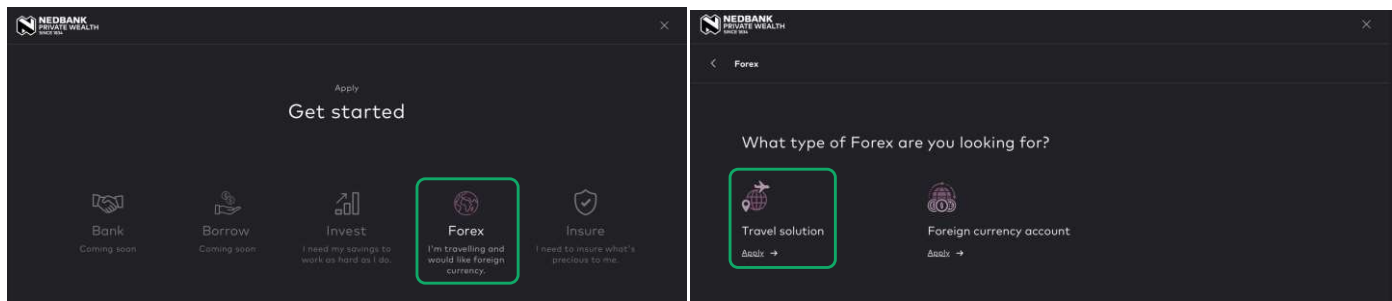 NEDBANK
PRIVATE WEALTH
SINCE 1834
Apply
Get started
Bank
Coming soon
Borrow
Coming soon
Invest
I need my savings to
work as hard as I do.
Forex
I'm travelling and
would like foreign
currency.
Insure
I need to insure what's
precious to me.
NEDBANK
PRIVATE WEALTH
SINCE 1834
Forex
What type of Forex are you looking for?
Travel solution
Apply →
Foreign currency account
Apply →